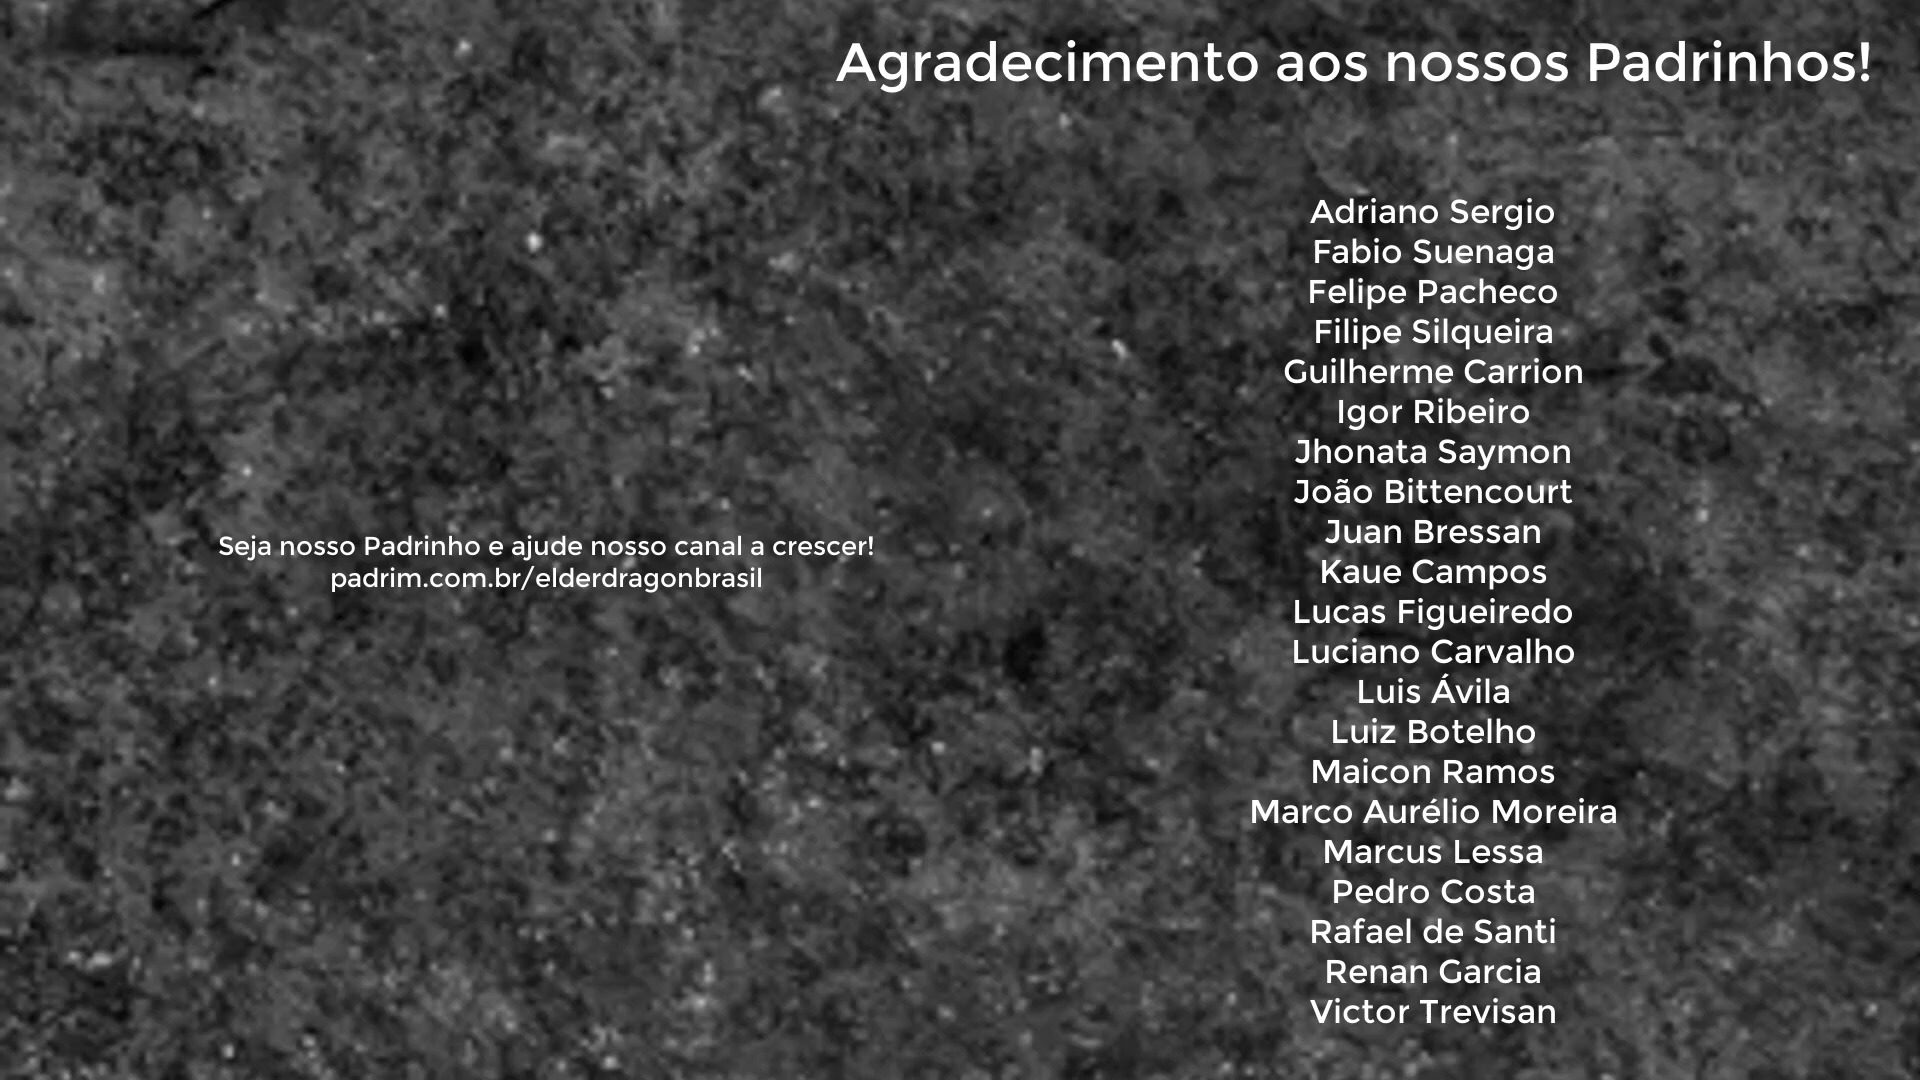 Agradecimento aos nossos Padrinhos!
Seja nosso Padrinho e ajude nosso canal a crescer!
padrim.com.br/elderdragonbrasil
Adriano Sergio
Fabio Suenaga
Felipe Pacheco
Filipe Silqueira
Guilherme Carrion
Igor Ribeiro
Jhonata Saymon
João Bittencourt
Juan Bressan
Kaue Campos
Lucas Figueiredo
Luciano Carvalho
Luis Ávila
Luiz Botelho
Maicon Ramos
Marco Aurélio Moreira
Marcus Lessa
Pedro Costa
Rafael de Santi
Renan Garcia
Victor Trevisan